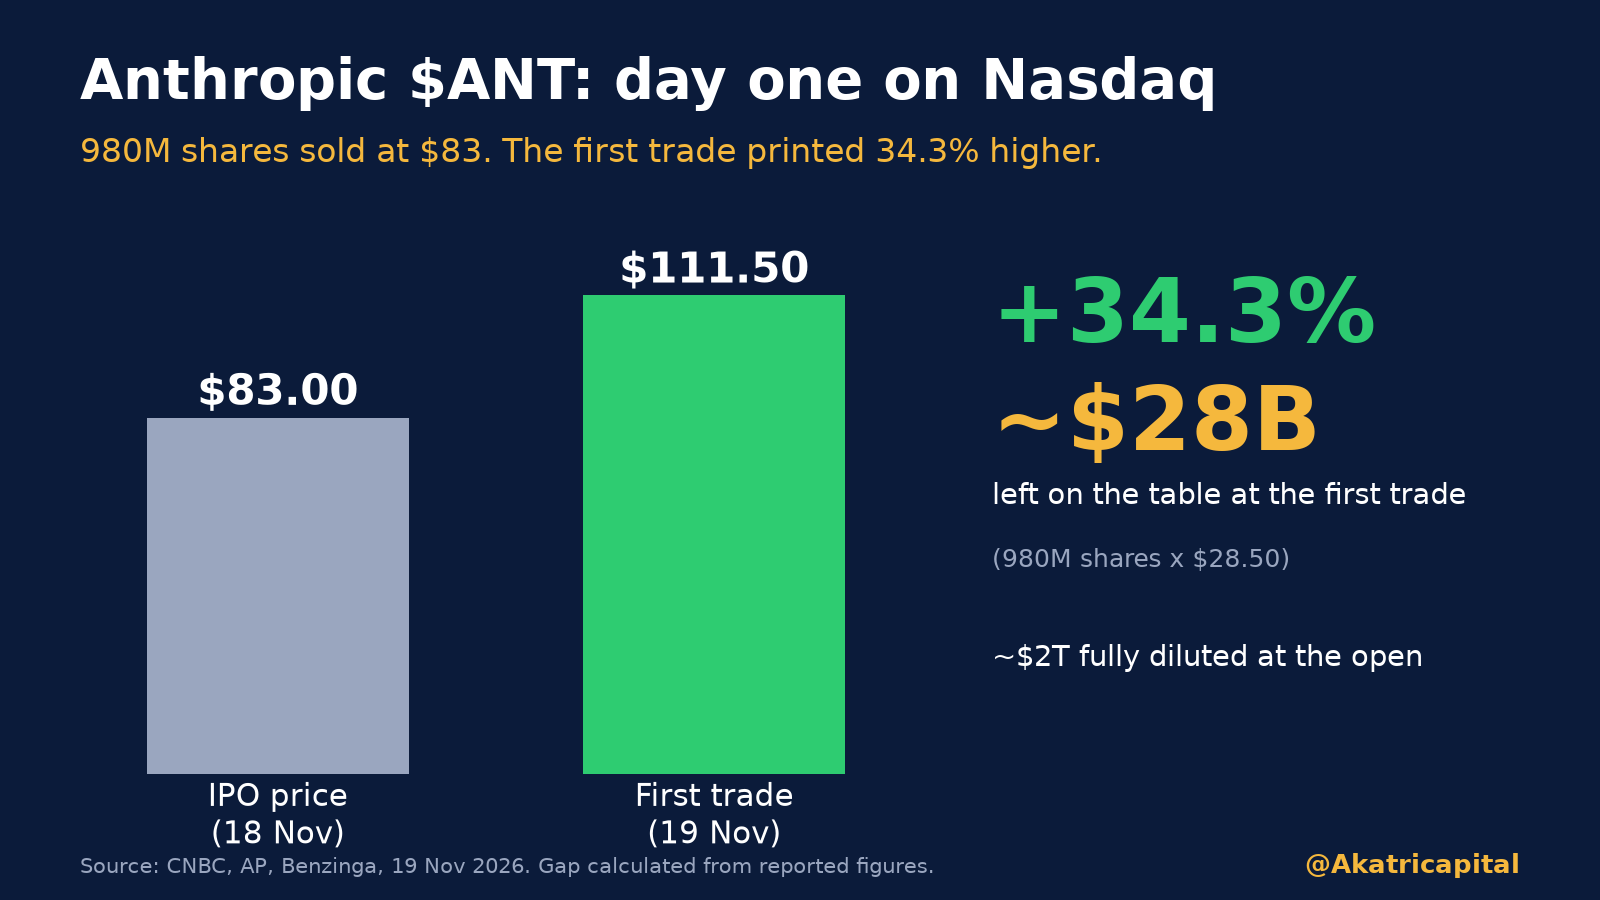 Anthropic $ANT: day one on Nasdaq
980M shares sold at $83. The first trade printed 34.3% higher.
$83.00
$111.50
+34.3%
~$28B
left on the table at the first trade
(980M shares x $28.50)
~$2T fully diluted at the open
IPO price
(18 Nov)
First trade
(19 Nov)
Source: CNBC, AP, Benzinga, 19 Nov 2026. Gap calculated from reported figures.
@Akatricapital